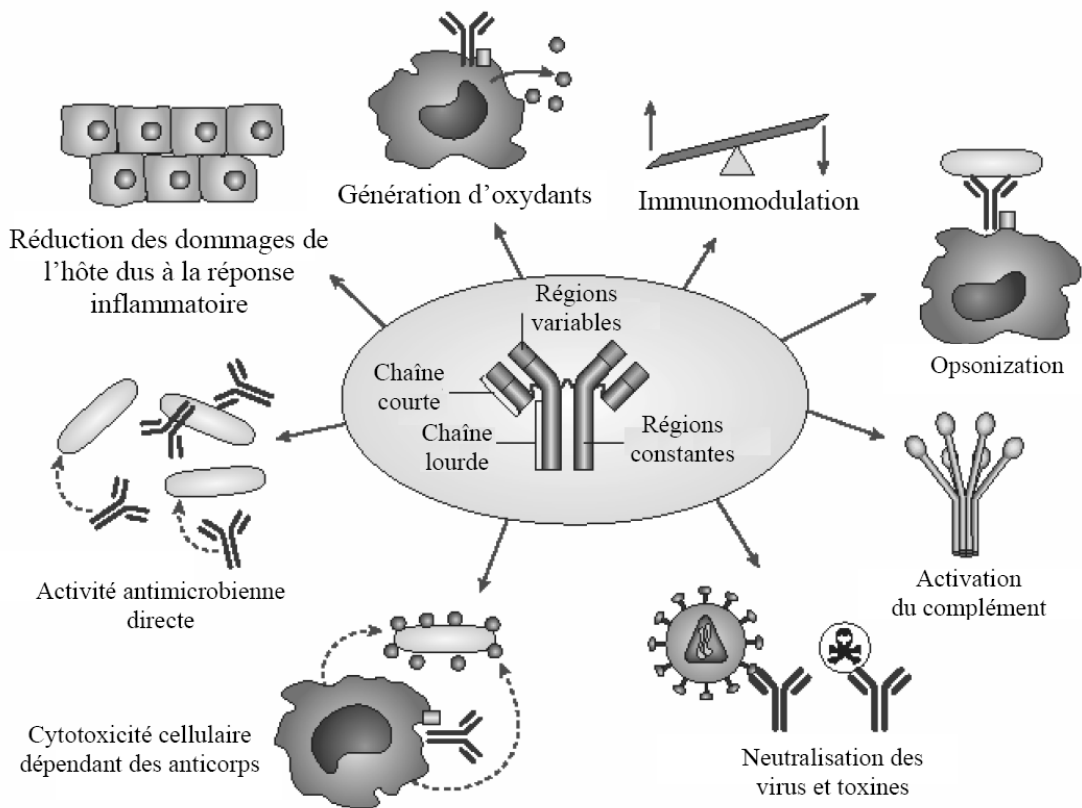 Génération d'oxydants
Immunomodulation
Réduction des dommages de
l'hôte dus à la réponse
inflammatoire
Opsonization
Régions
variables
Chaîne
courte
Chaîne
lourde
Régions
constantes
Activité antimicrobienne
directe
Activation
du complément
Cytotoxicité cellulaire
dépendant des anticorps
Neutralisation des
virus et toxines